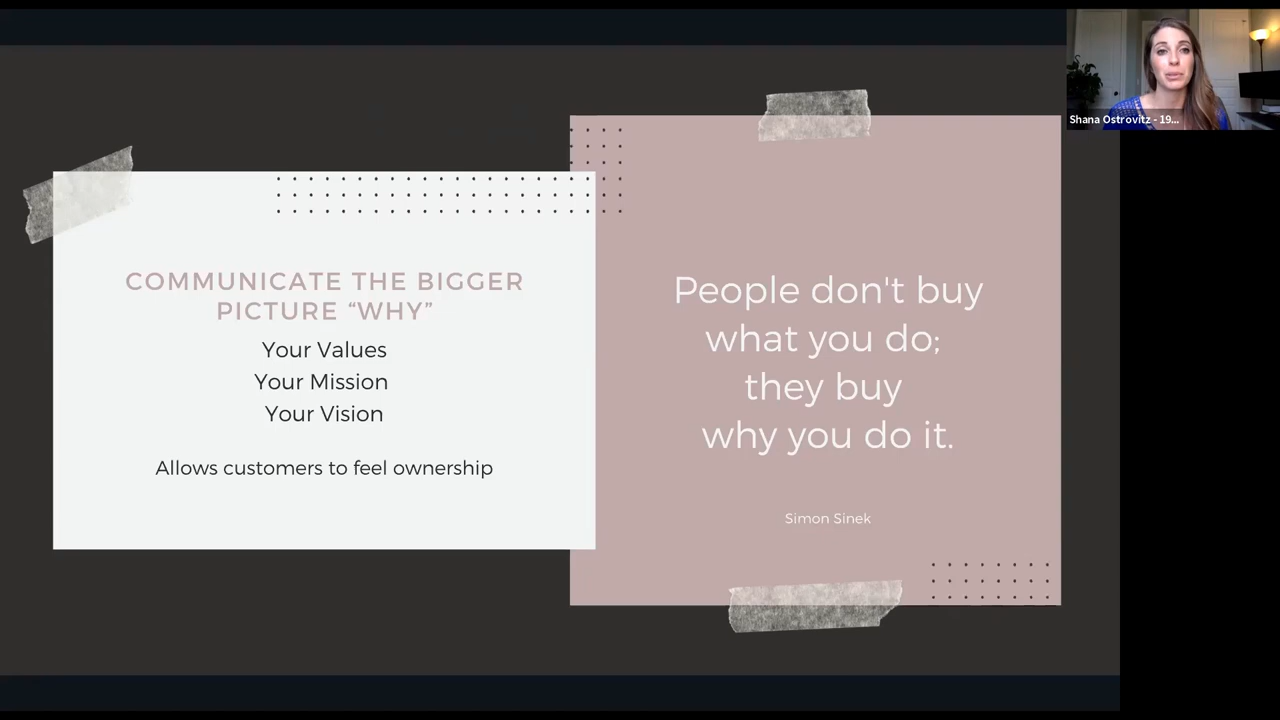 COMMUNICATE THE BIGGER
PICTURE “WHY”
Your Values
Your Mission
Your Vision
Allows customers to feel ownership
People don't buy
what you do;
they buy
why you do it.
Simon Sinek
Shana Ostrovitz - 19...